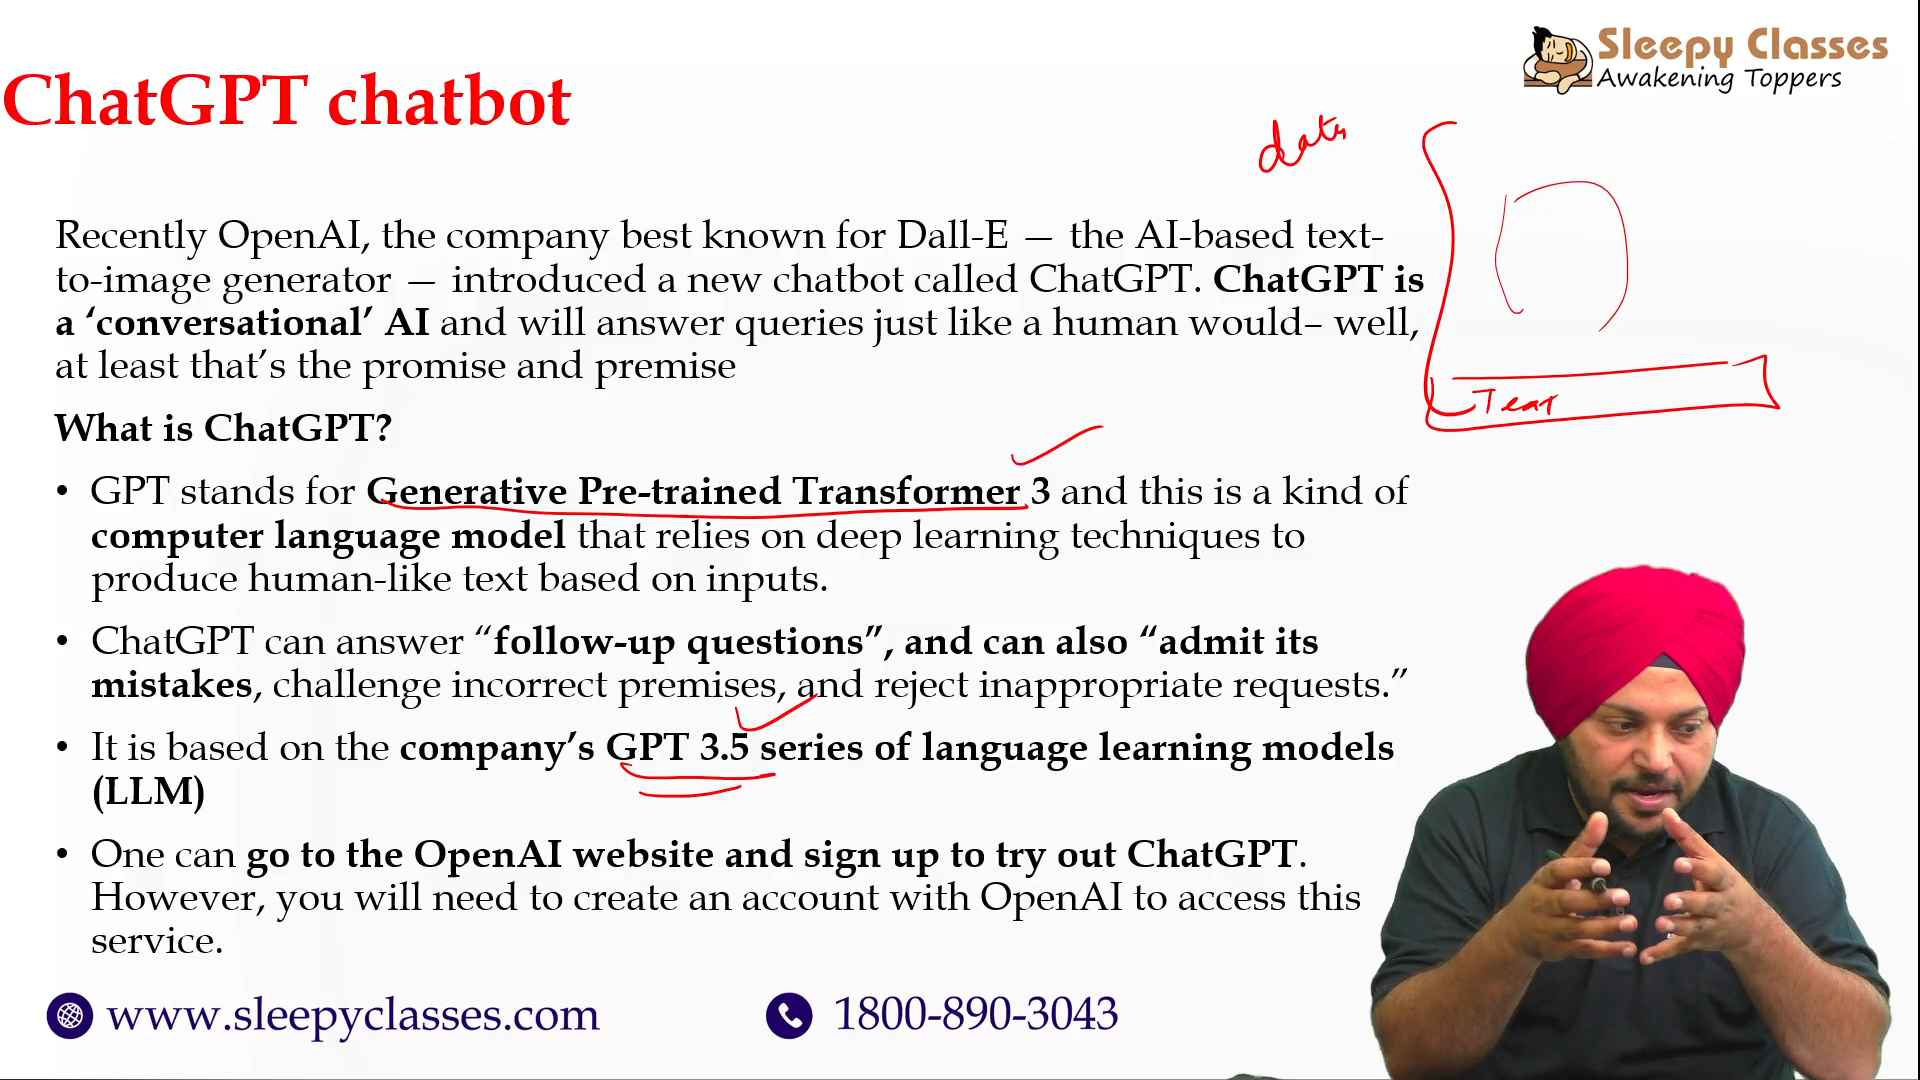 Sleepy Classes
Awakening Toppers
ChatGPT chatbot
data
Recently OpenAI, the company best known for Dall-E — the AI-based text-
to-image generator — introduced a new chatbot called ChatGPT. ChatGPT is
a ‘conversational’ AI and will answer queries just like a human would– well,
at least that’s the promise and premise
Text
What is ChatGPT?
• GPT stands for Generative Pre-trained Transformer 3 and this is a kind of
computer language model that relies on deep learning techniques to
produce human-like text based on inputs.
• ChatGPT can answer “follow-up questions”, and can also “admit its
mistakes, challenge incorrect premises, and reject inappropriate requests.”
• It is based on the company’s GPT 3.5 series of language learning models
(LLM)
• One can go to the OpenAI website and sign up to try out ChatGPT.
However, you will need to create an account with OpenAI to access this
service.
www.sleepyclasses.com
1800-890-3043